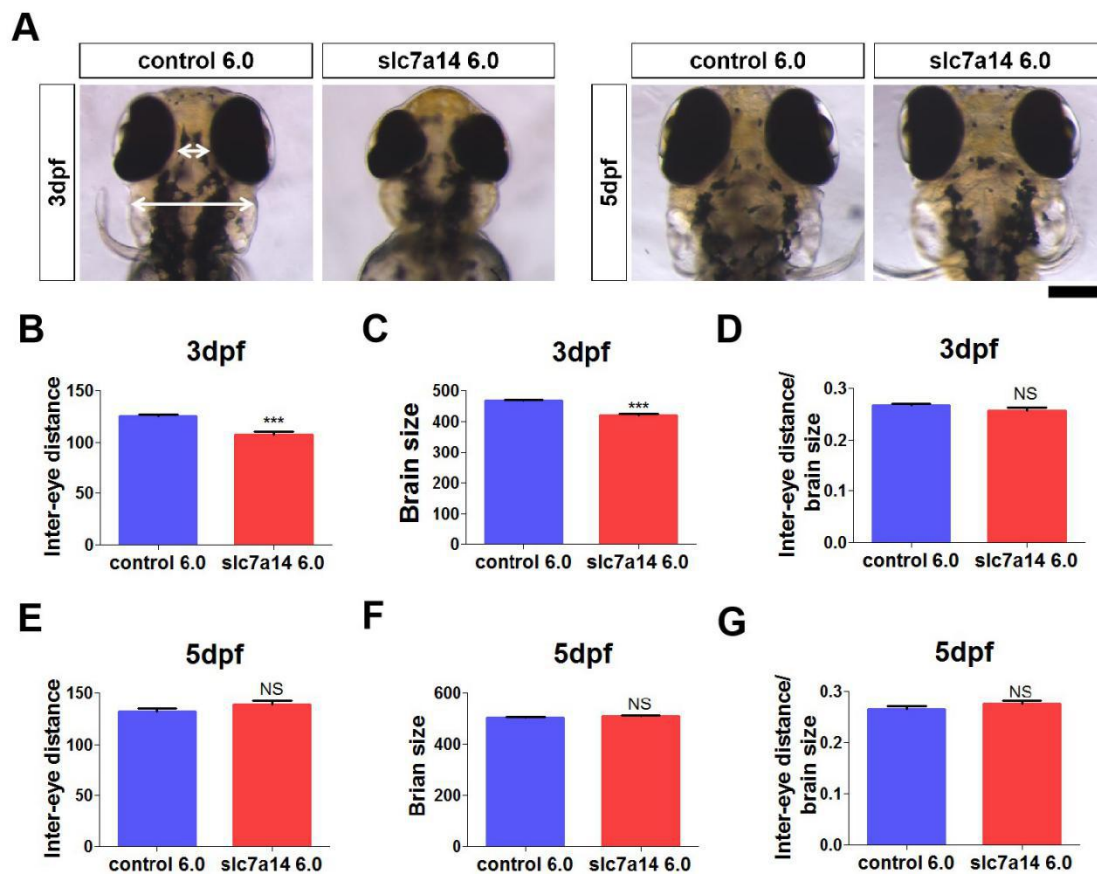 A
control 6.0
slc7a14 6.0
control 6.0
slc7a14 6.0
3dpf
5dpf
B
3dpf
Inter-eye distance
150
100
50
0
***
control 6.0
slc7a14 6.0
C
3dpf
Brain size
500
400
300
200
100
0
***
control 6.0
slc7a14 6.0
D
3dpf
Inter-eye distance/
brain size
0.3
0.2
0.1
0.0
NS
control 6.0
slc7a14 6.0
E
5dpf
Inter-eye distance
150
100
50
0
NS
control 6.0
slc7a14 6.0
F
5dpf
Brian size
600
400
200
0
NS
control 6.0
slc7a14 6.0
G
5dpf
Inter-eye distance/
brain size
0.3
0.2
0.1
0.0
NS
control 6.0
slc7a14 6.0